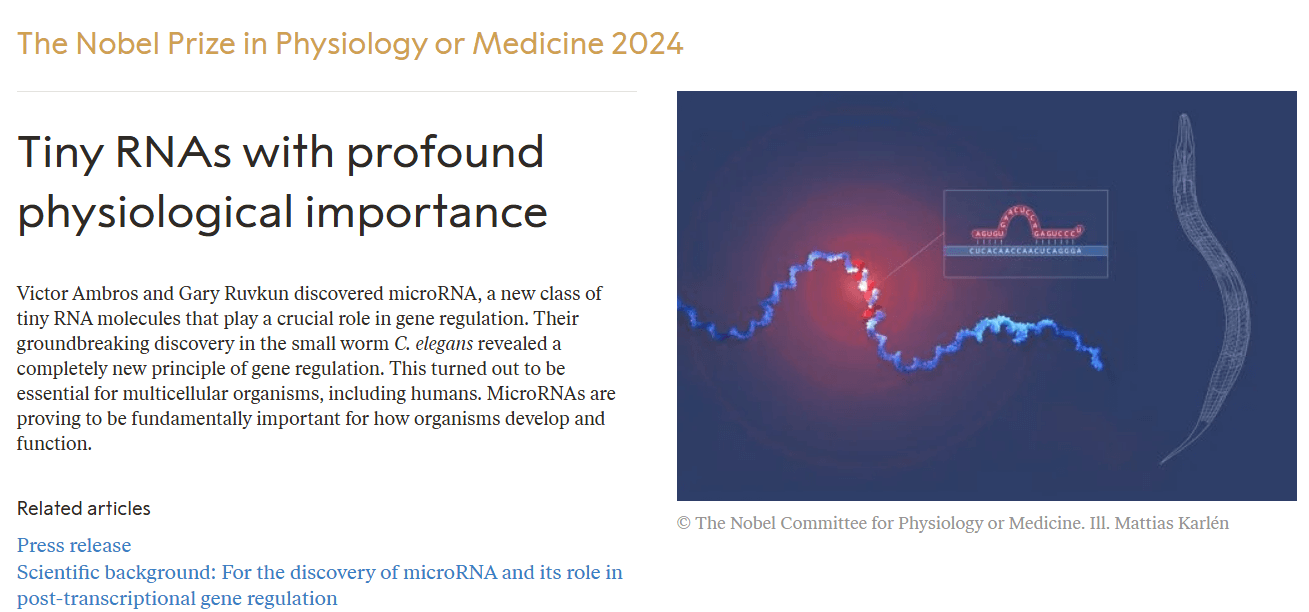 The Nobel Prize in Physiology or Medicine 2024
Tiny RNAs with profound
physiological importance
Victor Ambros and Gary Ruvkun discovered microRNA, a new class of
tiny RNA molecules that play a crucial role in gene regulation. Their
groundbreaking discovery in the small worm C. elegans revealed a
completely new principle of gene regulation. This turned out to be
essential for multicellular organisms, including humans. MicroRNAs are
proving to be fundamentally important for how organisms develop and
function.
Related articles
Press release
Scientific background: For the discovery of microRNA and its role in
post-transcriptional gene regulation
CUCACAACCAACUCAGGGA
© The Nobel Committee for Physiology or Medicine. Ill. Mattias Karlén